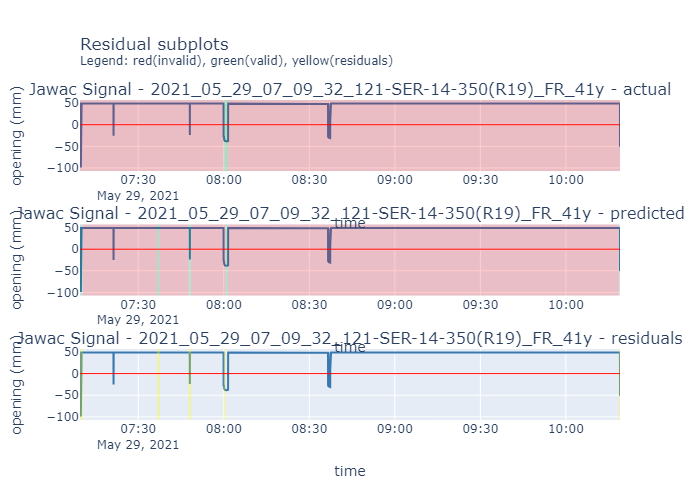 Residual subplots
Legend: red(invalid), green(valid), yellow(residuals)
Jawac Signal - 2021_05_29_07_09_32_121-SER-14-350(R19)_FR_41y - actual
opening (mm)
50
0
−50
−100
07:30 08:00 08:30 09:00 09:30 10:00
May 29, 2021
time
Jawac Signal - 2021_05_29_07_09_32_121-SER-14-350(R19)_FR_41y - predicted
opening (mm)
50
0
−50
−100
07:30 08:00 08:30 09:00 09:30 10:00
May 29, 2021
time
Jawac Signal - 2021_05_29_07_09_32_121-SER-14-350(R19)_FR_41y - residuals
opening (mm)
50
0
−50
−100
07:30 08:00 08:30 09:00 09:30 10:00
May 29, 2021
time